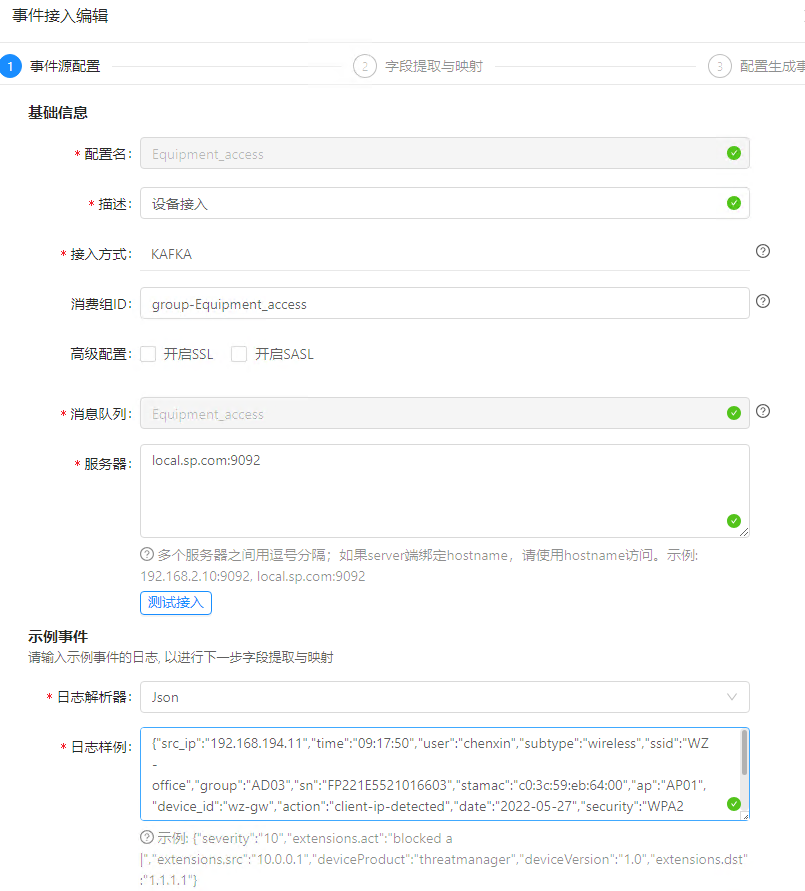 事件接入编辑
1 事件源配置 2 字段提取与映射 3 配置生成事
基础信息
* 配置名: Equipment_access
* 描述: 设备接入
* 接入方式: KAFKA
消费组ID: group-Equipment_access
高级配置: 开启SSL 开启SASL
* 消息队列: Equipment_access
* 服务器: local.sp.com:9092
多个服务器之间用逗号分隔；如果server端绑定hostname，请使用hostname访问。示例:
192.168.2.10:9092, local.sp.com:9092
测试接入
示例事件
请输入示例事件的日志, 以进行下一步字段提取与映射
* 日志解析器: Json
* 日志样例: {"src_ip":"192.168.194.11","time":"09:17:50","user":"chenxin","subtype":"wireless","ssid":"WZ
-
office","group":"AD03","sn":"FP221E5521016603","stamac":"c0:3c:59:eb:64:00","ap":"AP01",
"device_id":"wz-gw","action":"client-ip-detected","date":"2022-05-27","security":"WPA2
示例: {"severity":"10","extensions.act":"blocked a
|","extensions.src":"10.0.0.1","deviceProduct":"threatmanager","deviceVersion":"1.0","extensions.dst"
:"1.1.1.1"}